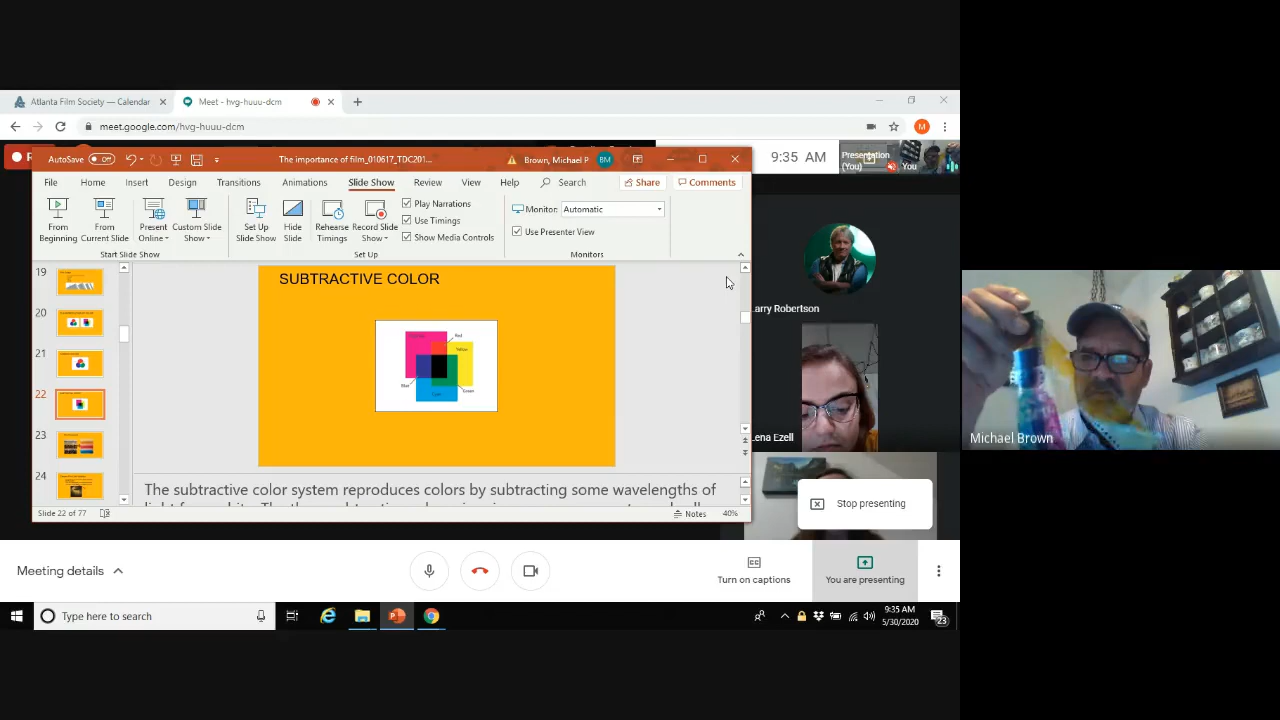 Atlanta Film Society — Calendar
Meet - hvg-huuu-dcm
meet.google.com/hvg-huuu-dcm
M
AutoSave Off
The importance of film_010617_TDC201...
Brown, Michael P
BM
9:35 AM
Presentation
(You)
You
File Home Insert Design Transitions Animations Slide Show Review View Help Search Share Comments
From
Beginning
From
Current Slide
Present
Online
Custom Slide
Show
Set Up
Slide Show
Hide
Slide
Rehearse
Timings
Record Slide
Show
Play Narrations
Use Timings
Show Media Controls
Monitor: Automatic
Use Presenter View
Start Slide Show
Set Up
Monitors
19
20
21
22
23
24
SUBTRACTIVE COLOR
Red
Yellow
Blue
Green
The subtractive color system reproduces colors by subtracting some wavelengths of
Slide 22 of 77
Notes
40%
arry Robertson
ena Ezell
Michael Brown
Stop presenting
Meeting details
CC
Turn on captions
You are presenting
Type here to search
9:35 AM
5/30/2020
23